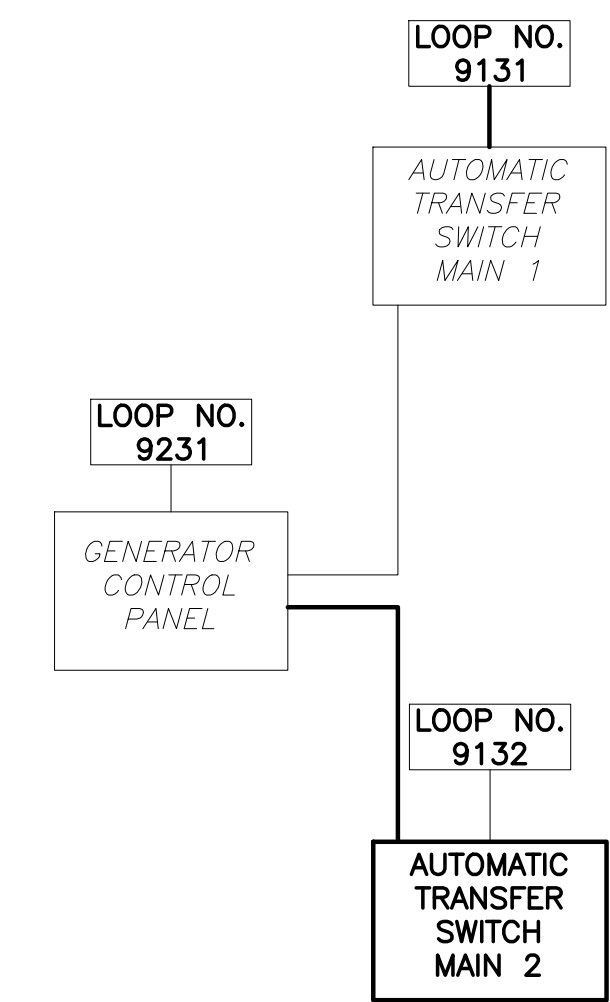 LOOP NO.
9131
AUTOMATIC
TRANSFER
SWITCH
MAIN 1
LOOP NO.
9231
GENERATOR
CONTROL
PANEL
LOOP NO.
9132
AUTOMATIC
TRANSFER
SWITCH
MAIN 2